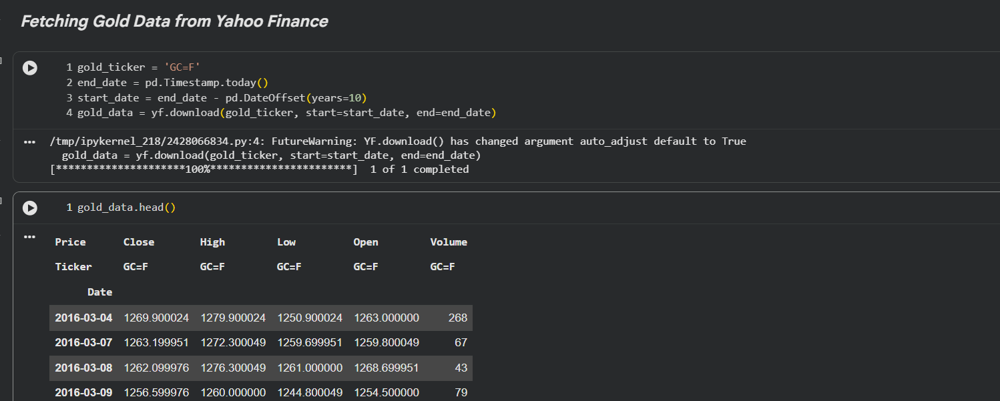 Fetching Gold Data from Yahoo Finance
1 gold_ticker = 'GC=F'
2 end_date = pd.Timestamp.today()
3 start_date = end_date - pd.DateOffset(years=10)
4 gold_data = yf.download(gold_ticker, start=start_date, end=end_date)
/tmp/ipykernel_218/2428066834.py:4: FutureWarning: YF.download() has changed argument auto_adjust default to True
gold_data = yf.download(gold_ticker, start=start_date, end=end_date)
[*********************100%***********************]  1 of 1 completed
1 gold_data.head()
Price Close High Low Open Volume
Ticker GC=F GC=F GC=F GC=F GC=F
Date
2016-03-04 1269.900024 1279.900024 1250.900024 1263.000000 268
2016-03-07 1263.199951 1272.300049 1259.699951 1259.800049 67
2016-03-08 1262.099976 1276.300049 1261.000000 1268.699951 43
2016-03-09 1256.599976 1260.000000 1244.800049 1254.500000 79